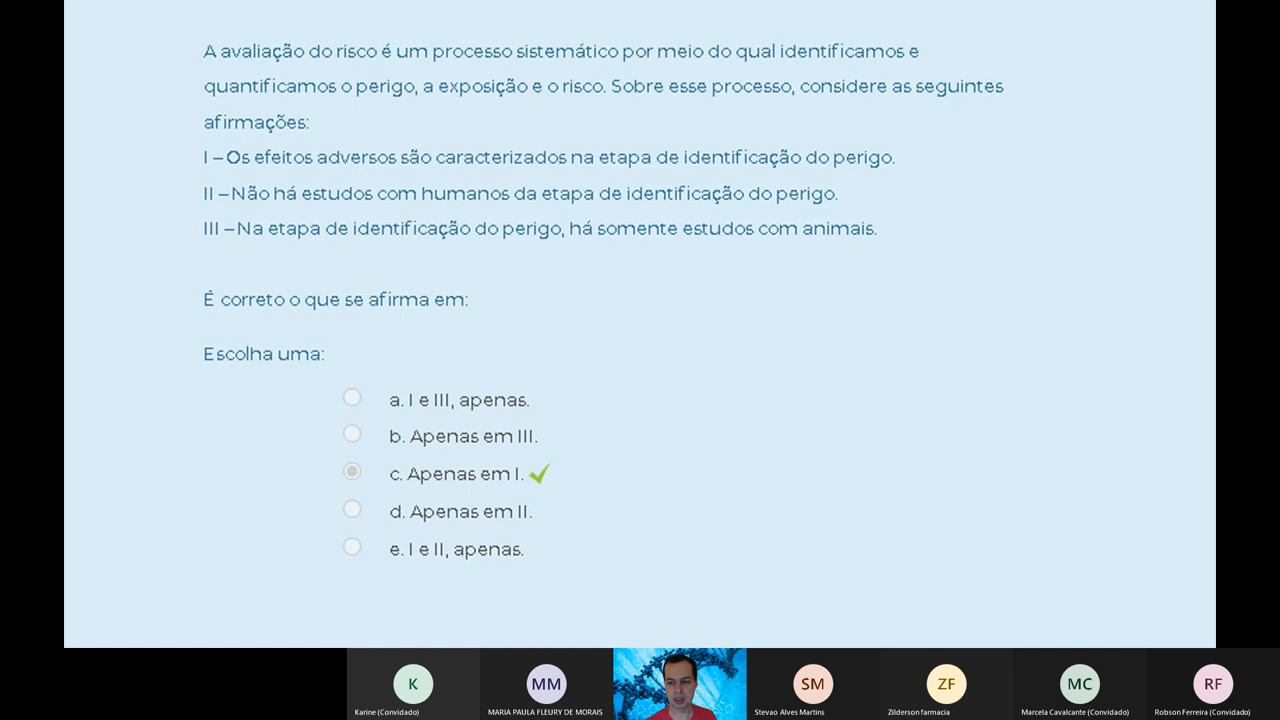 A avaliação do risco é um processo sistemático por meio do qual identificamos e
quantificamos o perigo, a exposição e o risco. Sobre esse processo, considere as seguintes
afirmações:
I – Os efeitos adversos são caracterizados na etapa de identificação do perigo.
II – Não há estudos com humanos da etapa de identificação do perigo.
III – Na etapa de identificação do perigo, há somente estudos com animais.
É correto o que se afirma em:
Escolha uma:
a. I e III, apenas.
b. Apenas em III.
c. Apenas em I.
d. Apenas em II.
e. I e II, apenas.
K MM SM ZF MC RF
Karine (Convidado) MARIA PAULA FLEURY DE MORAIS Stevao Alves Martins Zilderson farmacia Marcela Cavalcante (Convidado) Robson Ferreira (Convidado)